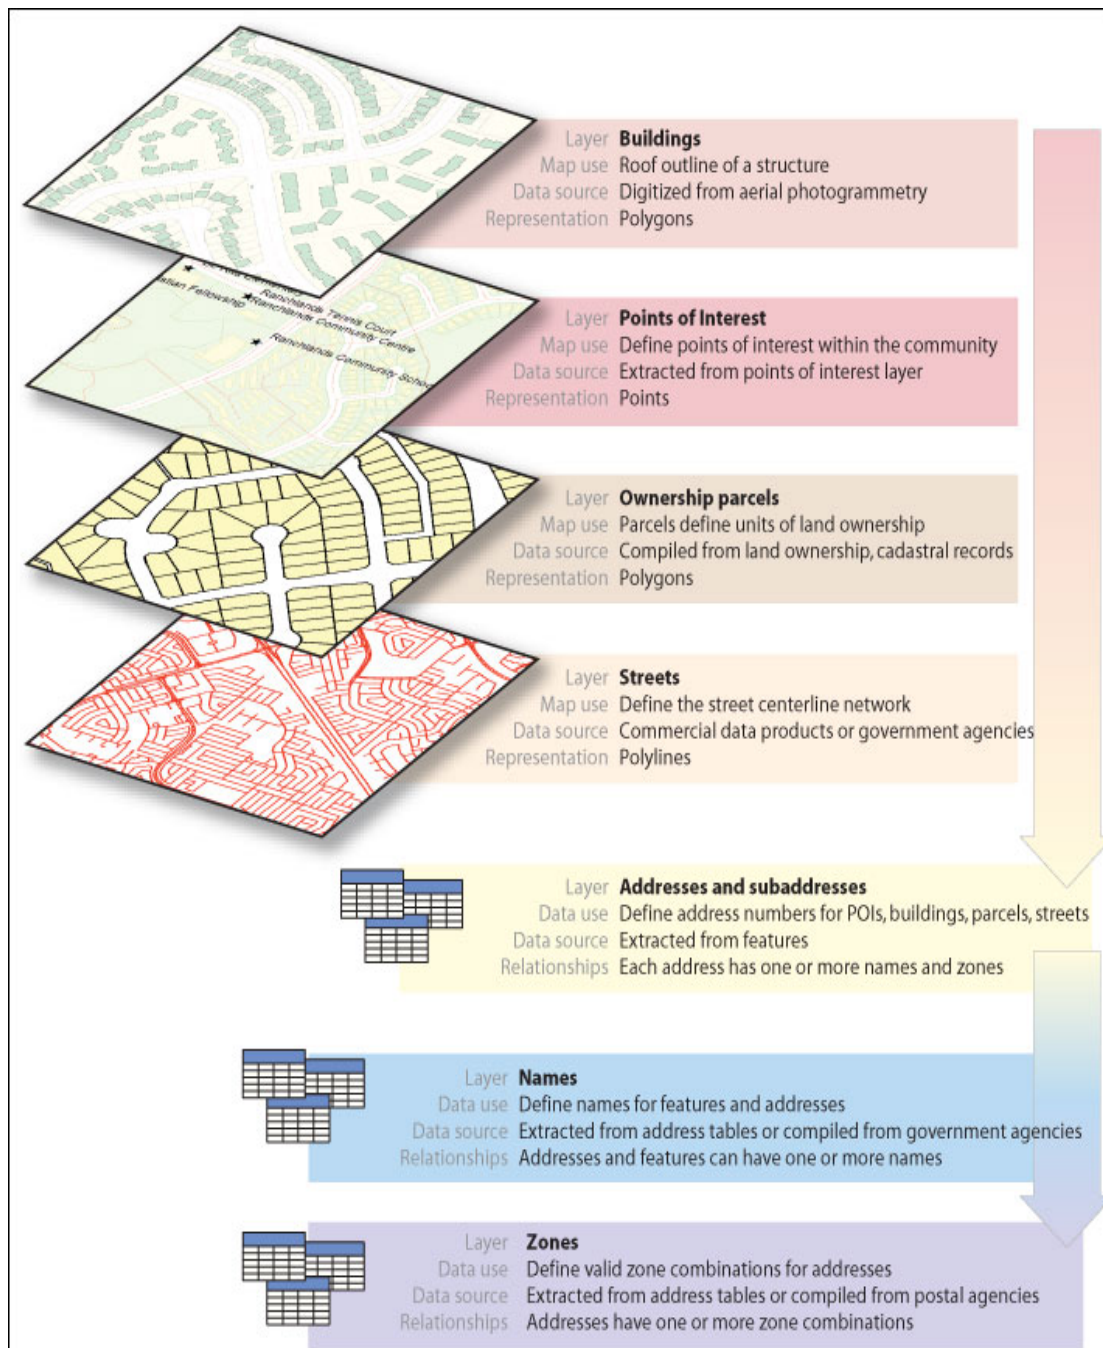 Layer Buildings
Map use Roof outline of a structure
Data source Digitized from aerial photogrammetry
Representation Polygons
Ranchlands Tennis Court
Fellowship
Ranchlands Community Centre
Ranchlands Community
Layer Points of Interest
Map use Define points of interest within the community
Data source Extracted from points of interest layer
Representation Points
Layer Ownership parcels
Map use Parcels define units of land ownership
Data source Compiled from land ownership, cadastral records
Representation Polygons
Layer Streets
Map use Define the street centerline network
Data source Commercial data products or government agencies
Representation Polylines
Layer Addresses and subaddresses
Data use Define address numbers for POIs, buildings, parcels, streets
Data source Extracted from features
Relationships Each address has one or more names and zones
Layer Names
Data use Define names for features and addresses
Data source Extracted from address tables or compiled from government agencies
Relationships Addresses and features can have one or more names
Layer Zones
Data use Define valid zone combinations for addresses
Data source Extracted from address tables or compiled from postal agencies
Relationships Addresses have one or more zone combinations